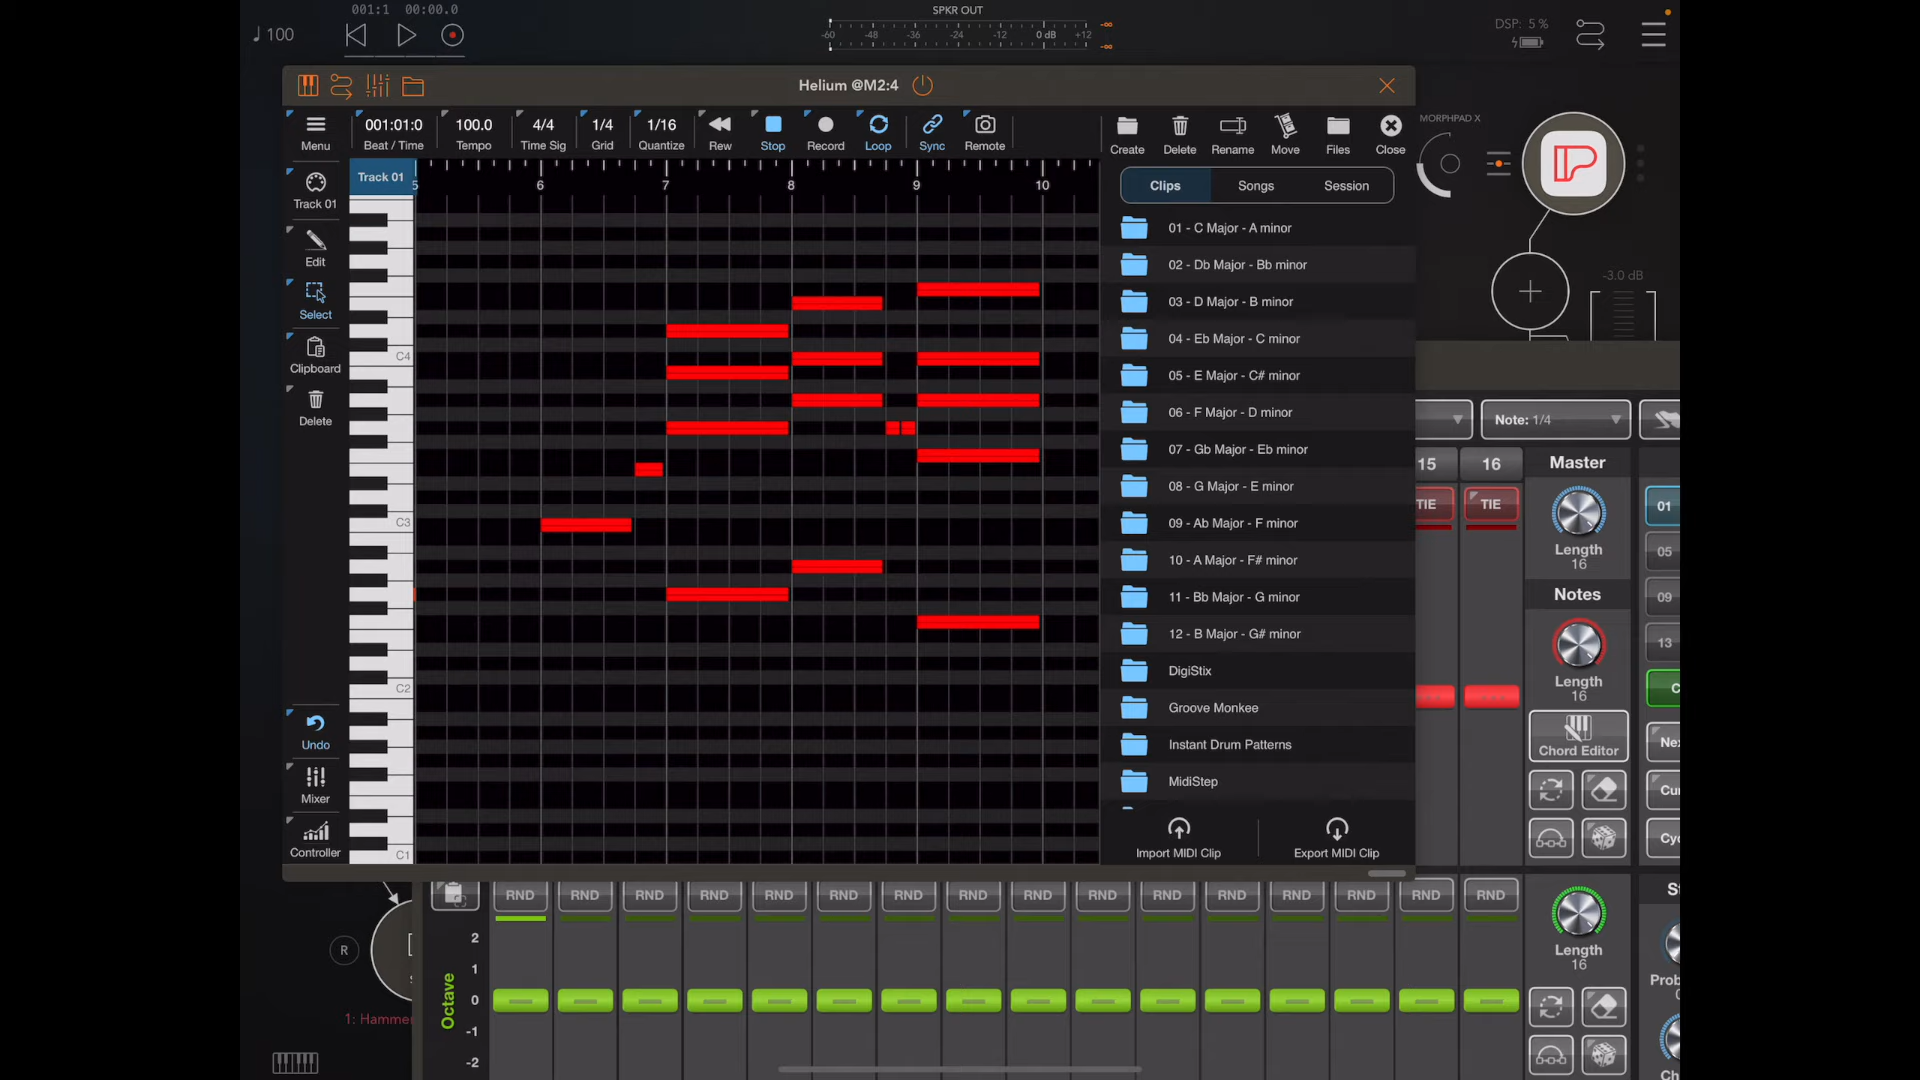 001:1 00:00.0
SPKR OUT
♩100
-60 -48 -36 -24 -12 0 dB +12
-∞
-∞
DSP: 5 %
Helium @M2:4
MORPHPAD X
001:01:0
Beat / Time
100.0
Tempo
4/4
Time Sig
1/4
Grid
1/16
Quantize
Rew
Stop
Record
Loop
Sync
Remote
Menu
Create
Delete
Rename
Move
Files
Close
Track 01
5 6 7 8 9 10
Clips
Songs
Session
Track 01
Edit
Select
Clipboard
Delete
Undo
Mixer
Controller
C4
C3
C2
C1
01 - C Major - A minor
02 - Db Major - Bb minor
03 - D Major - B minor
04 - Eb Major - C minor
05 - E Major - C# minor
06 - F Major - D minor
07 - Gb Major - Eb minor
08 - G Major - E minor
09 - Ab Major - F minor
10 - A Major - F# minor
11 - Bb Major - G minor
12 - B Major - G# minor
DigiStix
Groove Monkee
Instant Drum Patterns
MidiStep
Import MIDI Clip
Export MIDI Clip
-3.0 dB
Note: 1/4
15 16
Master
TIE TIE
Length
16
Notes
Length
16
Chord Editor
01
05
09
13
RND RND RND RND RND RND RND RND RND RND RND RND RND RND RND RND
Octave
2
1
0
-1
-2
Length
16
R
1: Hammer